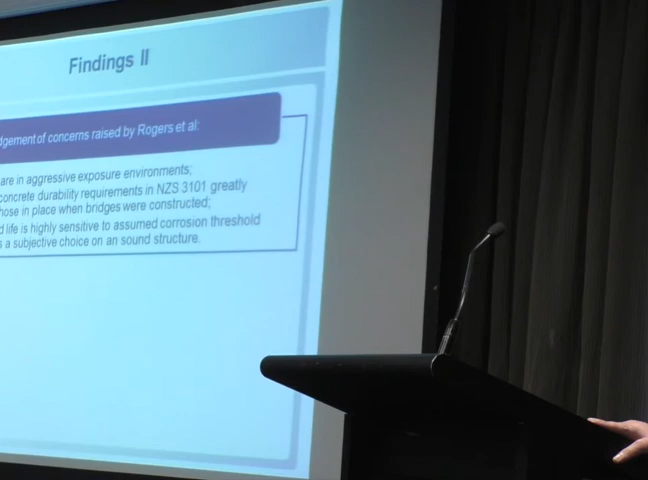 Findings II
dgement of concerns raised by Rogers et al:
are in aggressive exposure environments;
concrete durability requirements in NZS 3101 greatly
hose in place when bridges were constructed;
d life is highly sensitive to assumed corrosion threshold
s a subjective choice on an sound structure.